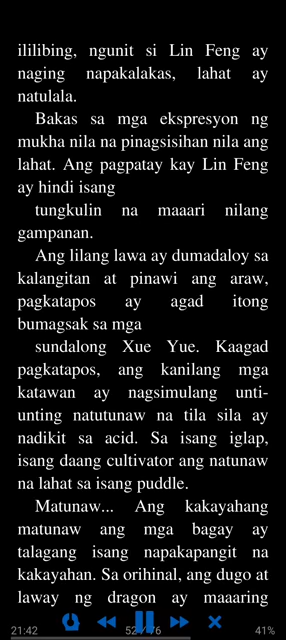 ililibing, ngunit si Lin Feng ay
naging napakalakas, lahat ay
natulala.
Bakas sa mga ekspresyon ng
mukha nila na pinagsisihan nila ang
lahat. Ang pagpatay kay Lin Feng
ay hindi isang
tungkulin na maaari nilang
gampanan.
Ang lilang lawa ay dumadaloy sa
kalangitan at pinawi ang araw,
pagkatapos ay agad itong
bumagsak sa mga
sundalong Xue Yue. Kaagad
pagkatapos, ang kanilang mga
katawan ay nagsimulang unti-
unting natutunaw na tila sila ay
nadikit sa acid. Sa isang iglap,
isang daang cultivator ang natunaw
na lahat sa isang puddle.
Matunaw... Ang kakayahang
matunaw ang mga bagay ay
talagang isang napakapangit na
kakayahan. Sa orihinal, ang dugo at
laway ng dragon ay maaaring
21:42 41%